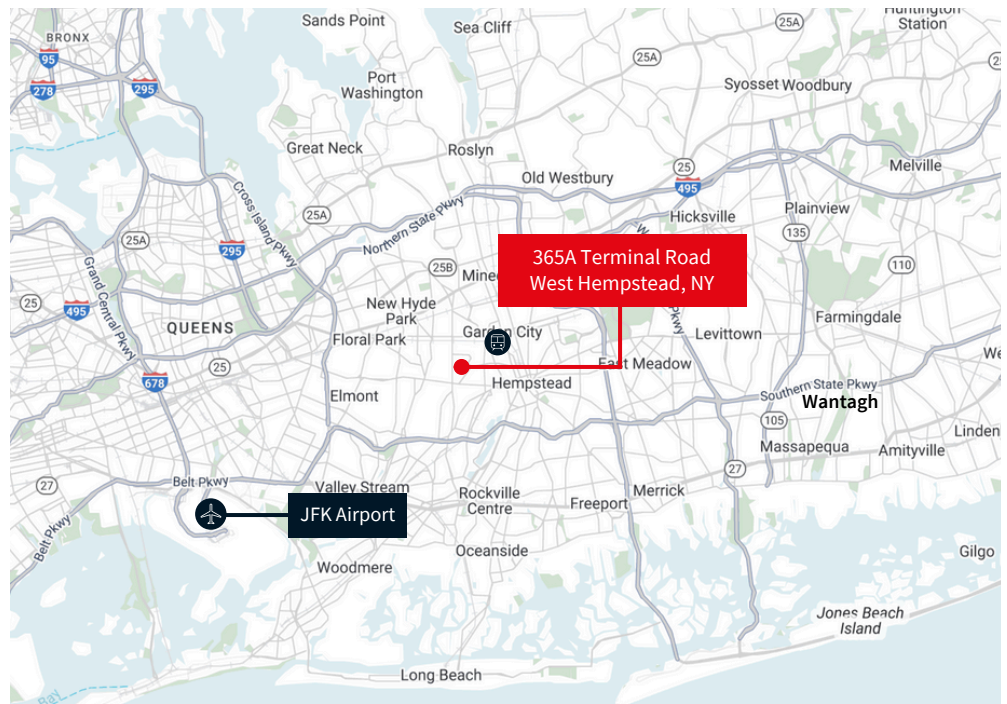 Sands Point
Sea Cliff
Huntington
Station
25A
BRONX
95
278
295
25A
Port
Washington
Syosset Woodbury
Great Neck
Roslyn
Old Westbury
25
495
Melville
Cross Island Pkwy
25A
Northern State Pkwy
Hicksville
Plainview
25A
295
135
365A Terminal Road
West Hempstead, NY
Grand Central Pkwy
25B
110
25
495
New Hyde
Park
Pkwy
Farmingdale
QUEENS
Floral Park
Garden City
Levittown
25
East Meadow
678
Hempstead
Elmont
Southern State Pkwy
Wantagh
105
Massapequa
Amityville
27
27
Belt Pkwy
Valley Stream
Rockville
Centre
Merrick
Freeport
JFK Airport
Belt Pkwy
Oceanside
Woodmere
Gilgo
Jones Beach
Island
Long Beach
Bay